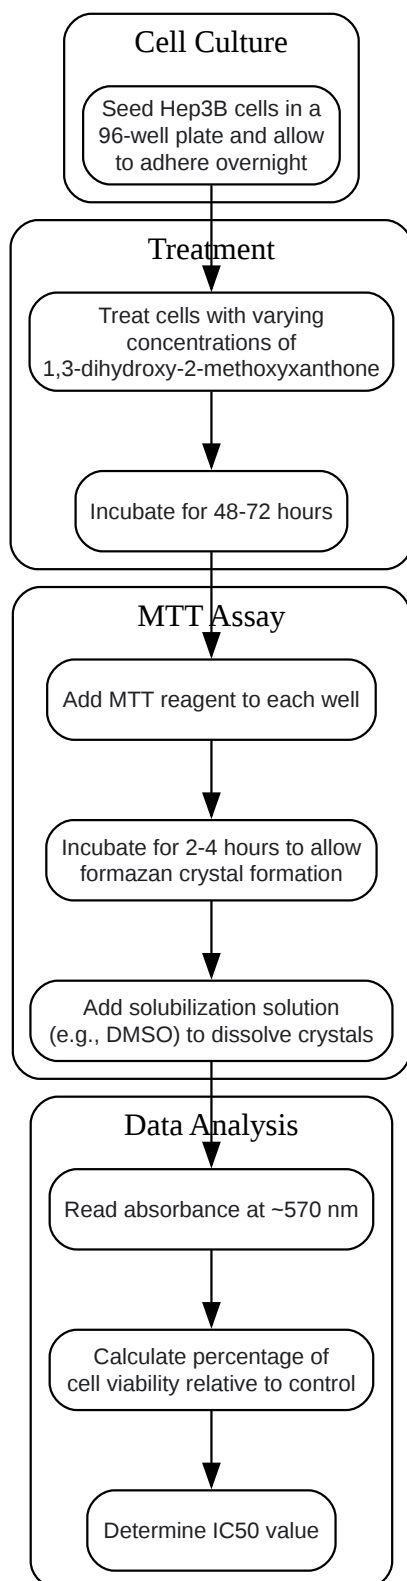 Cell Culture
Seed Hep3B cells in a
96-well plate and allow
to adhere overnight
Treatment
Treat cells with varying
concentrations of
1,3-dihydroxy-2-methoxyxanthone
Incubate for 48-72 hours
MTT Assay
Add MTT reagent to each well
Incubate for 2-4 hours to allow
formazan crystal formation
Add solubilization solution
(e.g., DMSO) to dissolve crystals
Data Analysis
Read absorbance at ~570 nm
Calculate percentage of
cell viability relative to control
Determine IC50 value